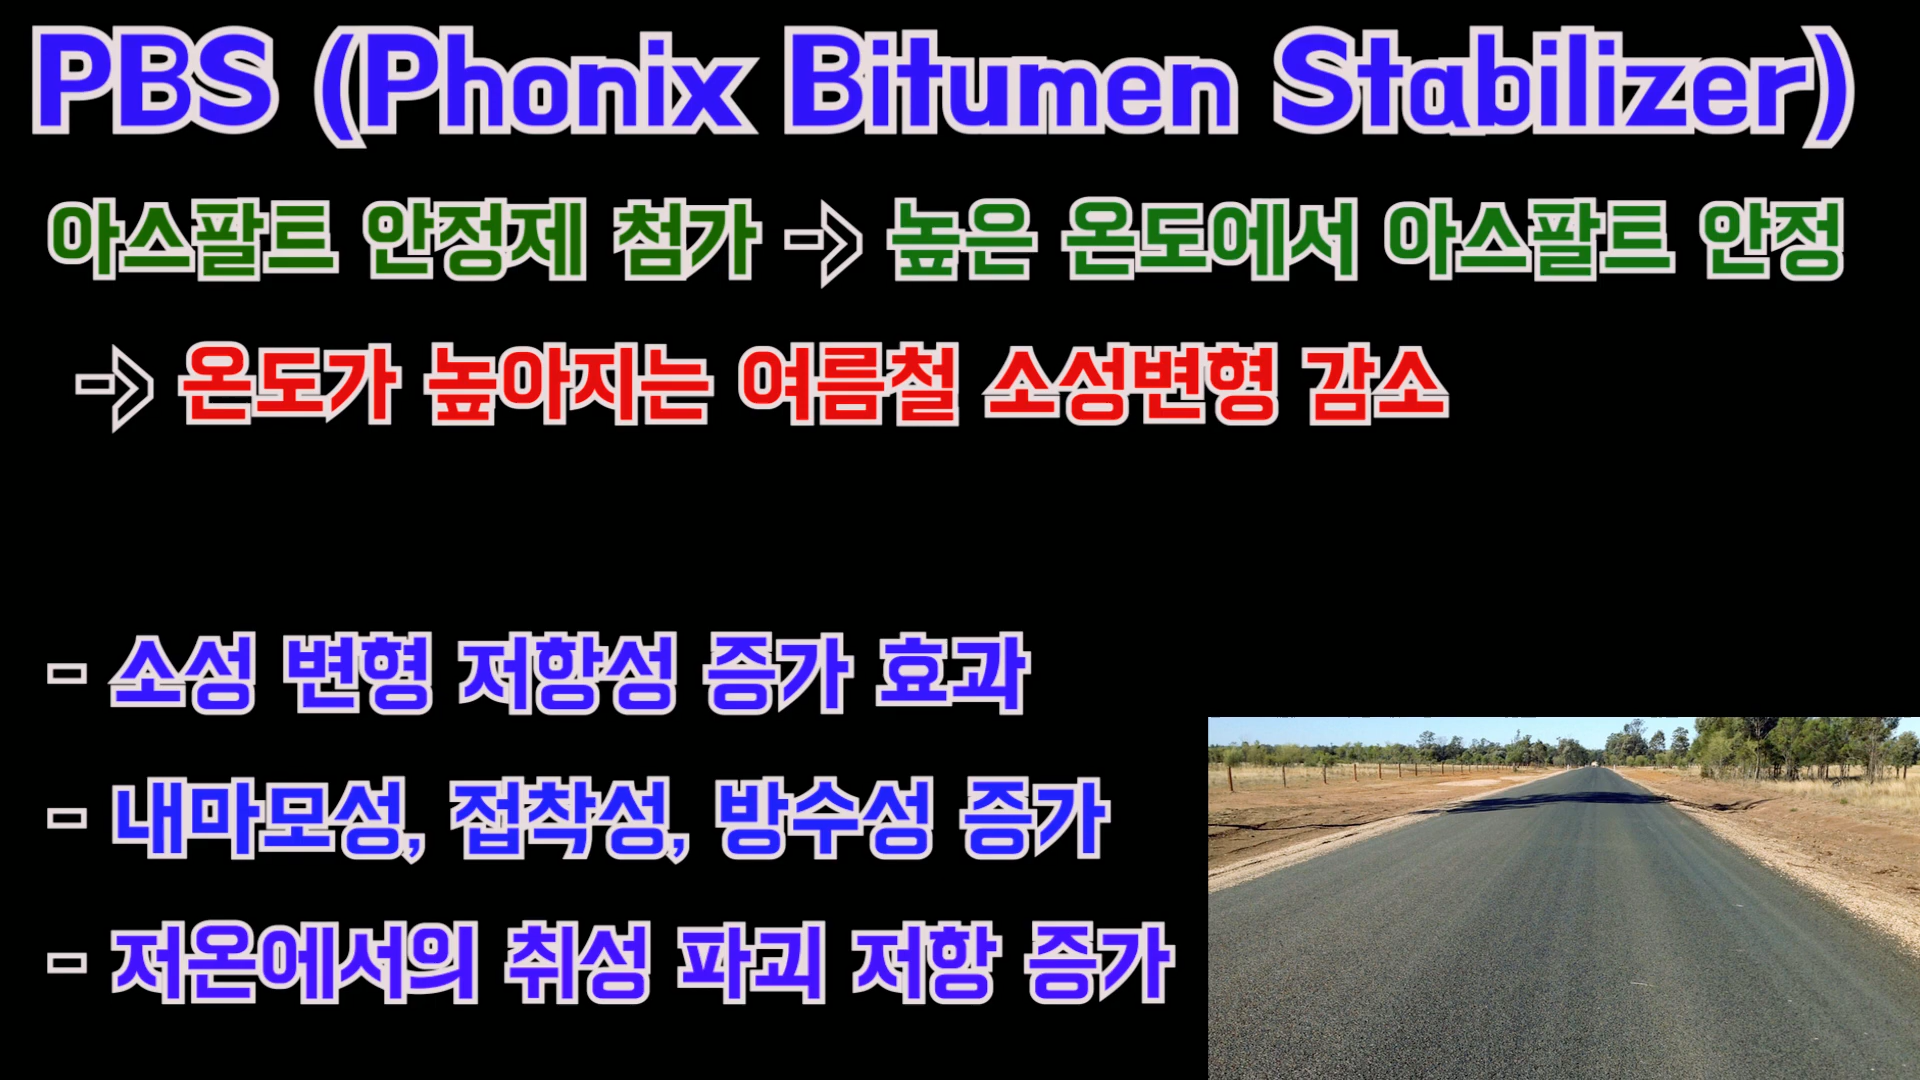 PBS (Phonix Bitumen Stabilizer)
아스팔트 안정제 첨가 -> 높은 온도에서 아스팔트 안정
-> 온도가 높아지는 여름철 소성변형 감소
- 소성 변형 저항성 증가 효과
- 내마모성, 접착성, 방수성 증가
- 저온에서의 취성 파괴 저항 증가